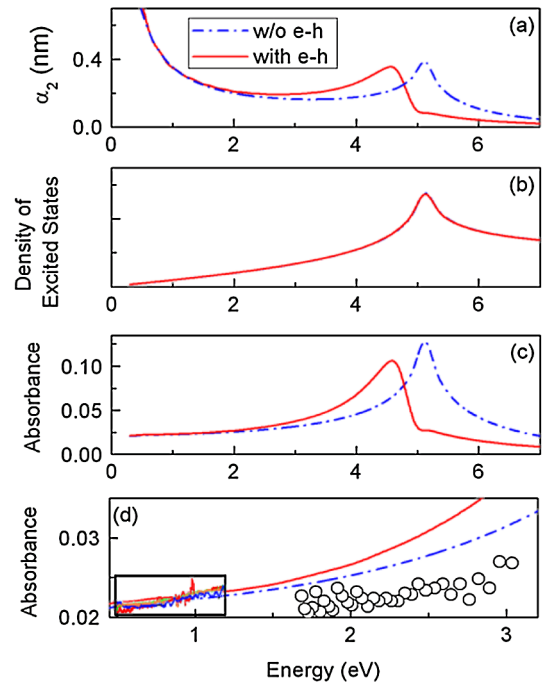 (a)
w/o e-h
with e-h
α₂ (nm)
0.4
0.0
0 2 4 6
(b)
Density of
Excited States
0 2 4 6
(c)
Absorbance
0.10
0.05
0.00
0 2 4 6
(d)
Absorbance
0.03
0.02
1 2 3
Energy (eV)